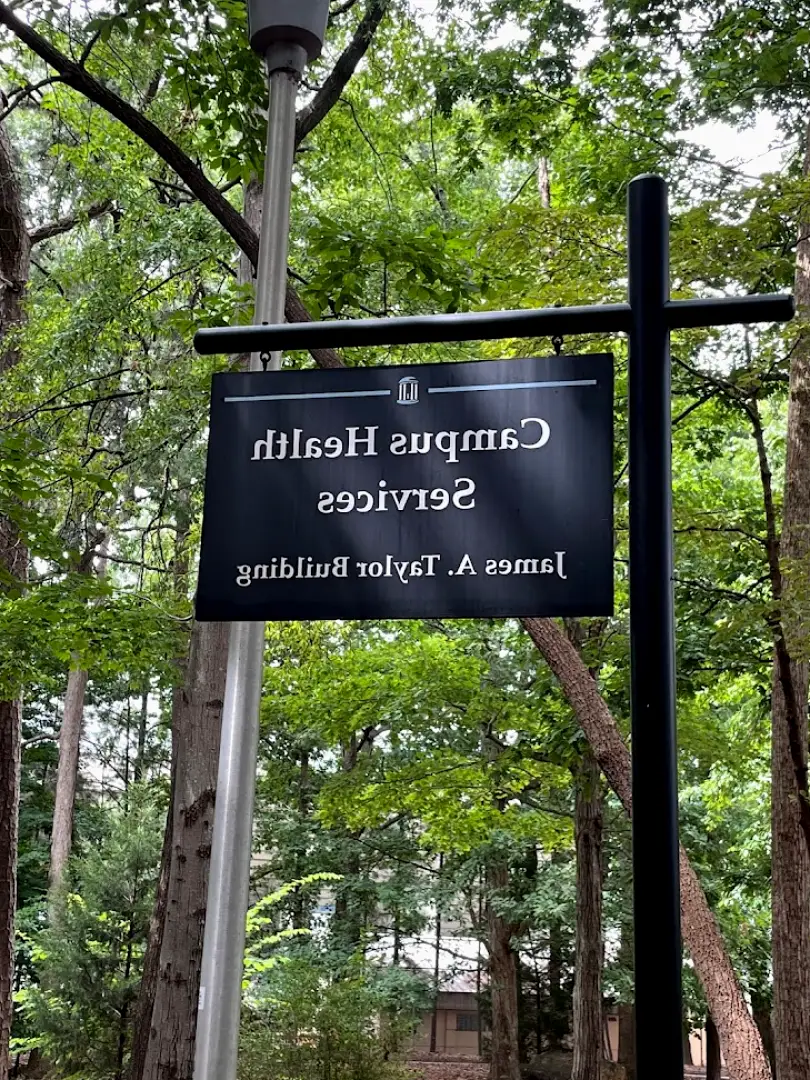 Campus Health
Services
James A. Taylor Building